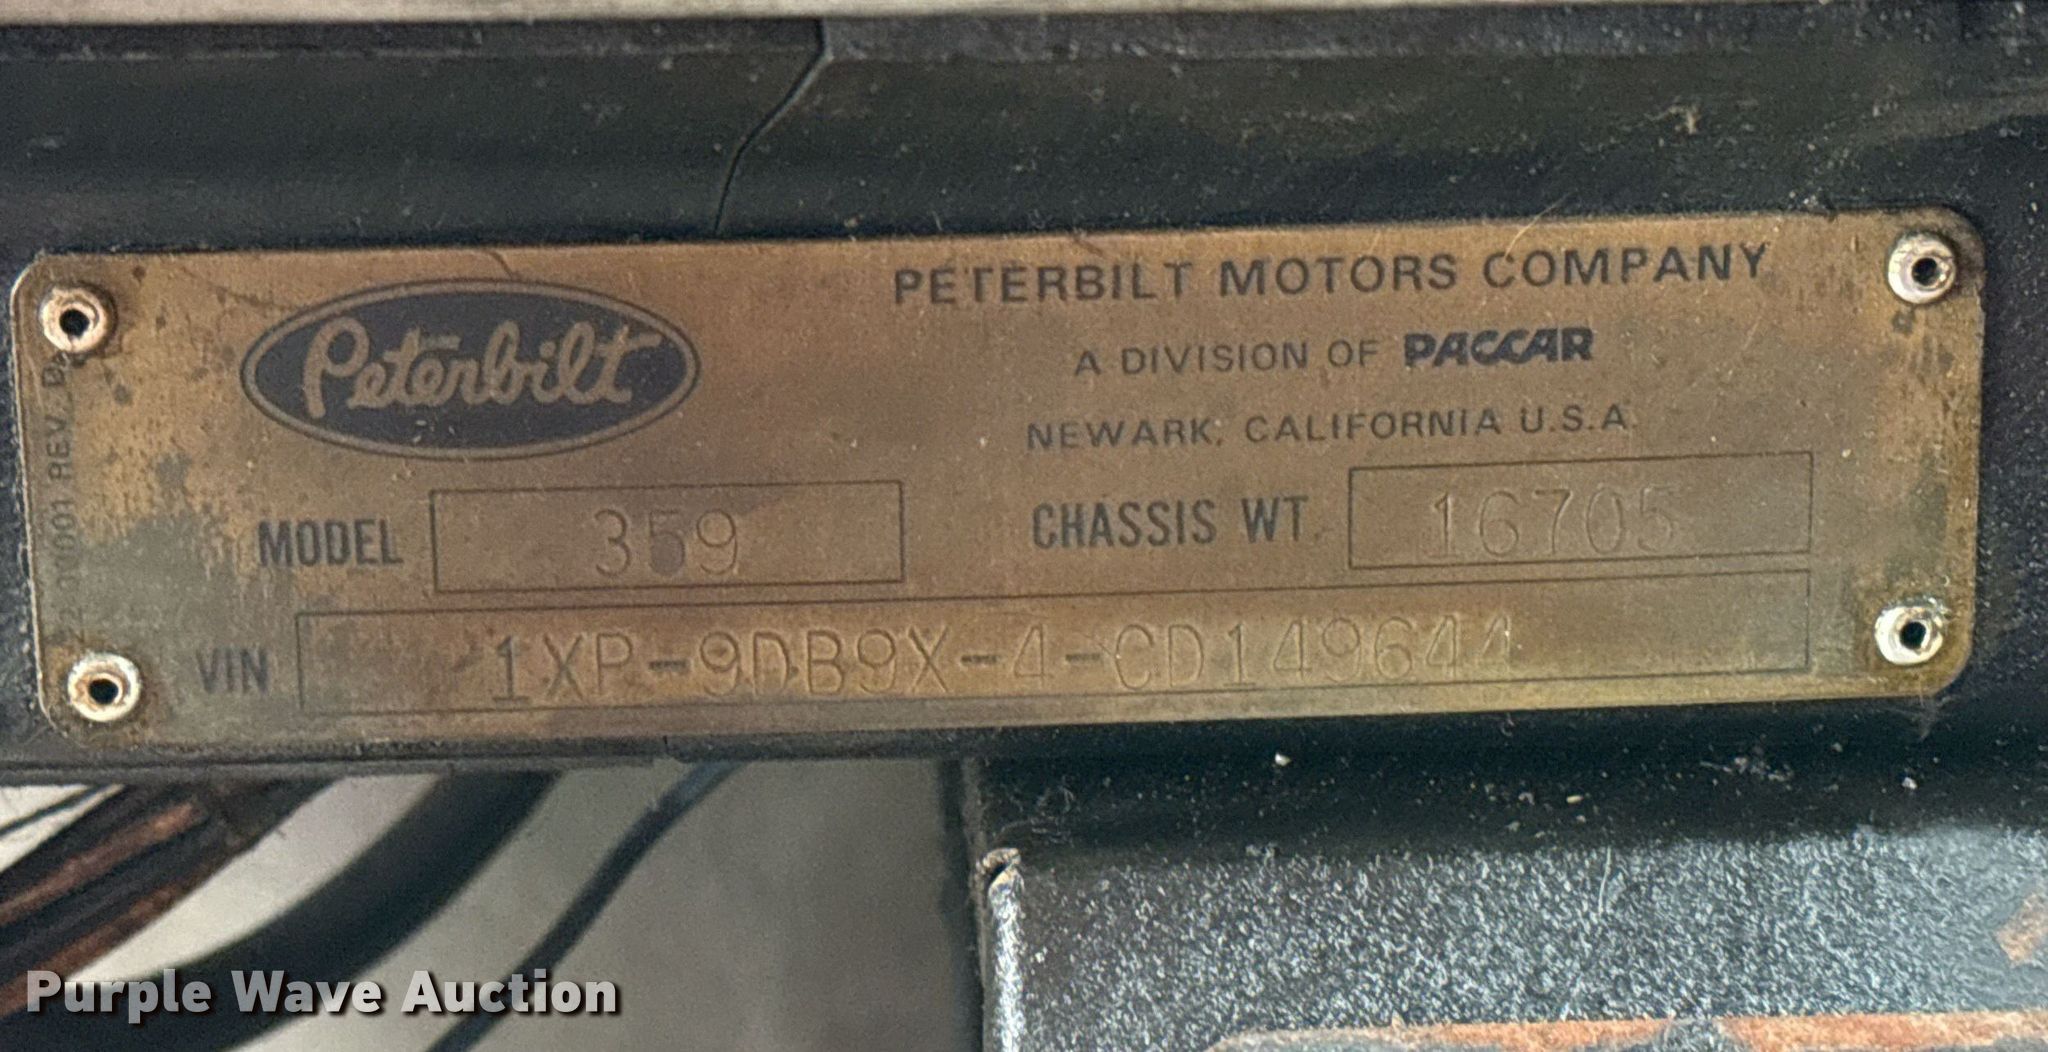 Peterbilt
PETERBILT MOTORS COMPANY
A DIVISION OF PACCAR
NEWARK, CALIFORNIA U.S.A.
MODEL 359
CHASSIS WT. 16705
VIN 1XP-9DB9X-4-CD149644
REV.
Purple Wave Auction